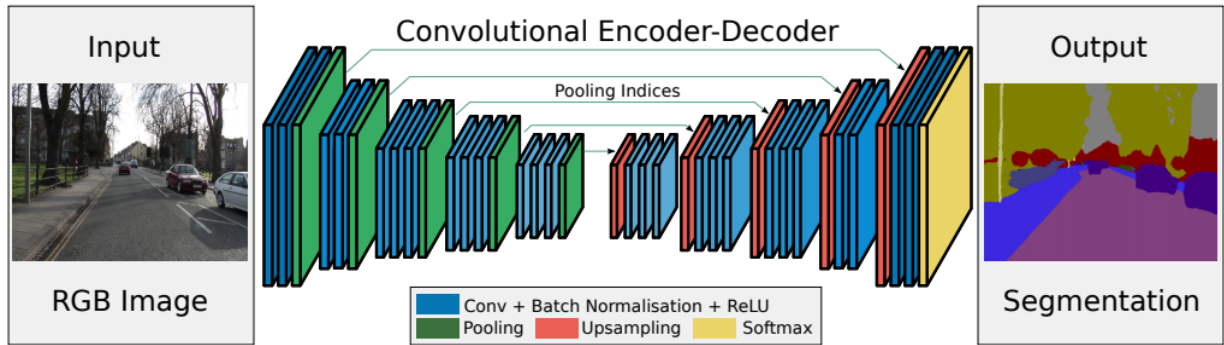 Input
RGB Image
Convolutional Encoder-Decoder
Pooling Indices
Conv + Batch Normalisation + ReLU
Pooling
Upsampling
Softmax
Output
Segmentation